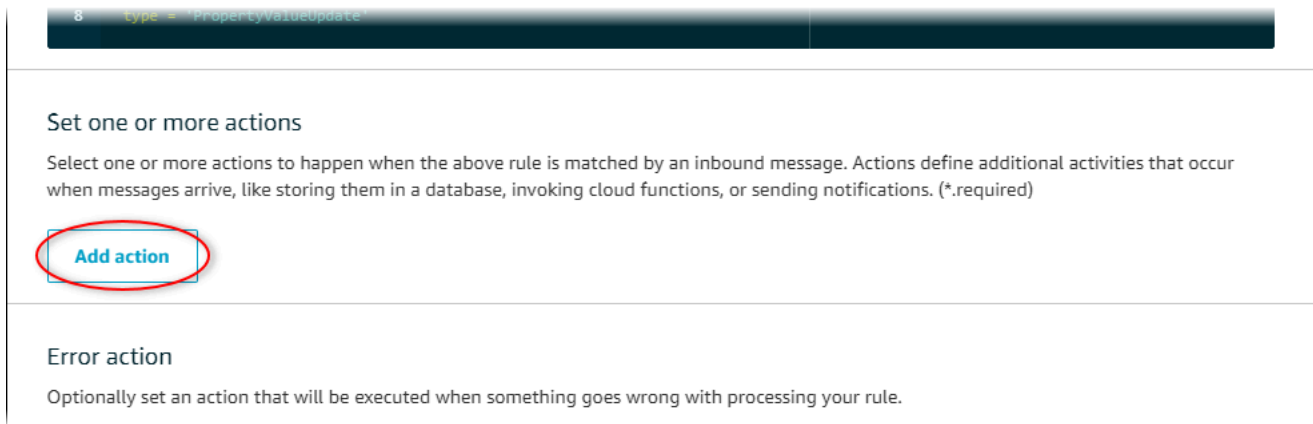 8 type = 'PropertyValueUpdate'
Set one or more actions
Select one or more actions to happen when the above rule is matched by an inbound message. Actions define additional activities that occur
when messages arrive, like storing them in a database, invoking cloud functions, or sending notifications. (*.required)
Add action
Error action
Optionally set an action that will be executed when something goes wrong with processing your rule.